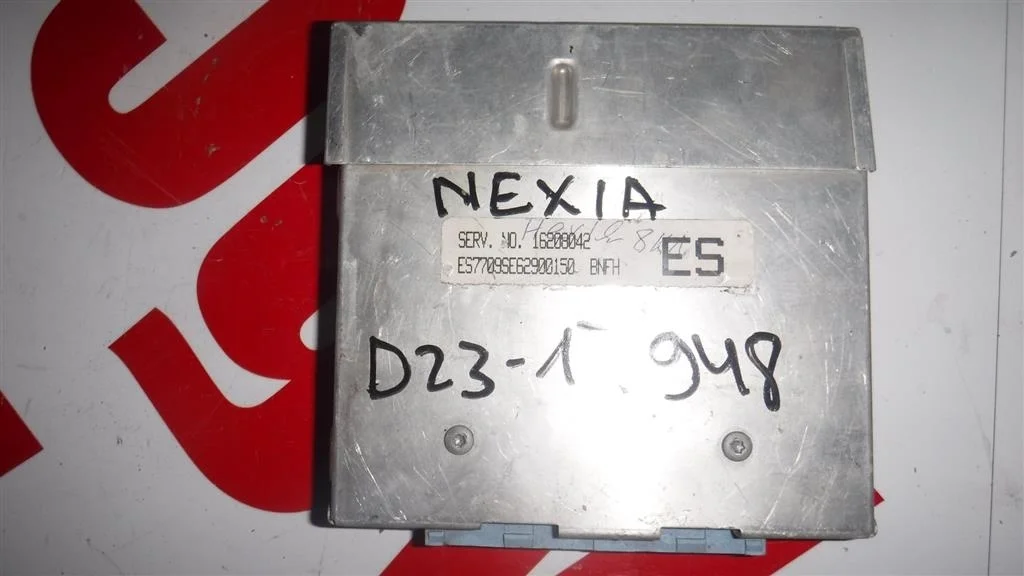 NEXIA
SERV. NO. 16208042
ES7709SE62900150 BNFH
ES
D23-1 948